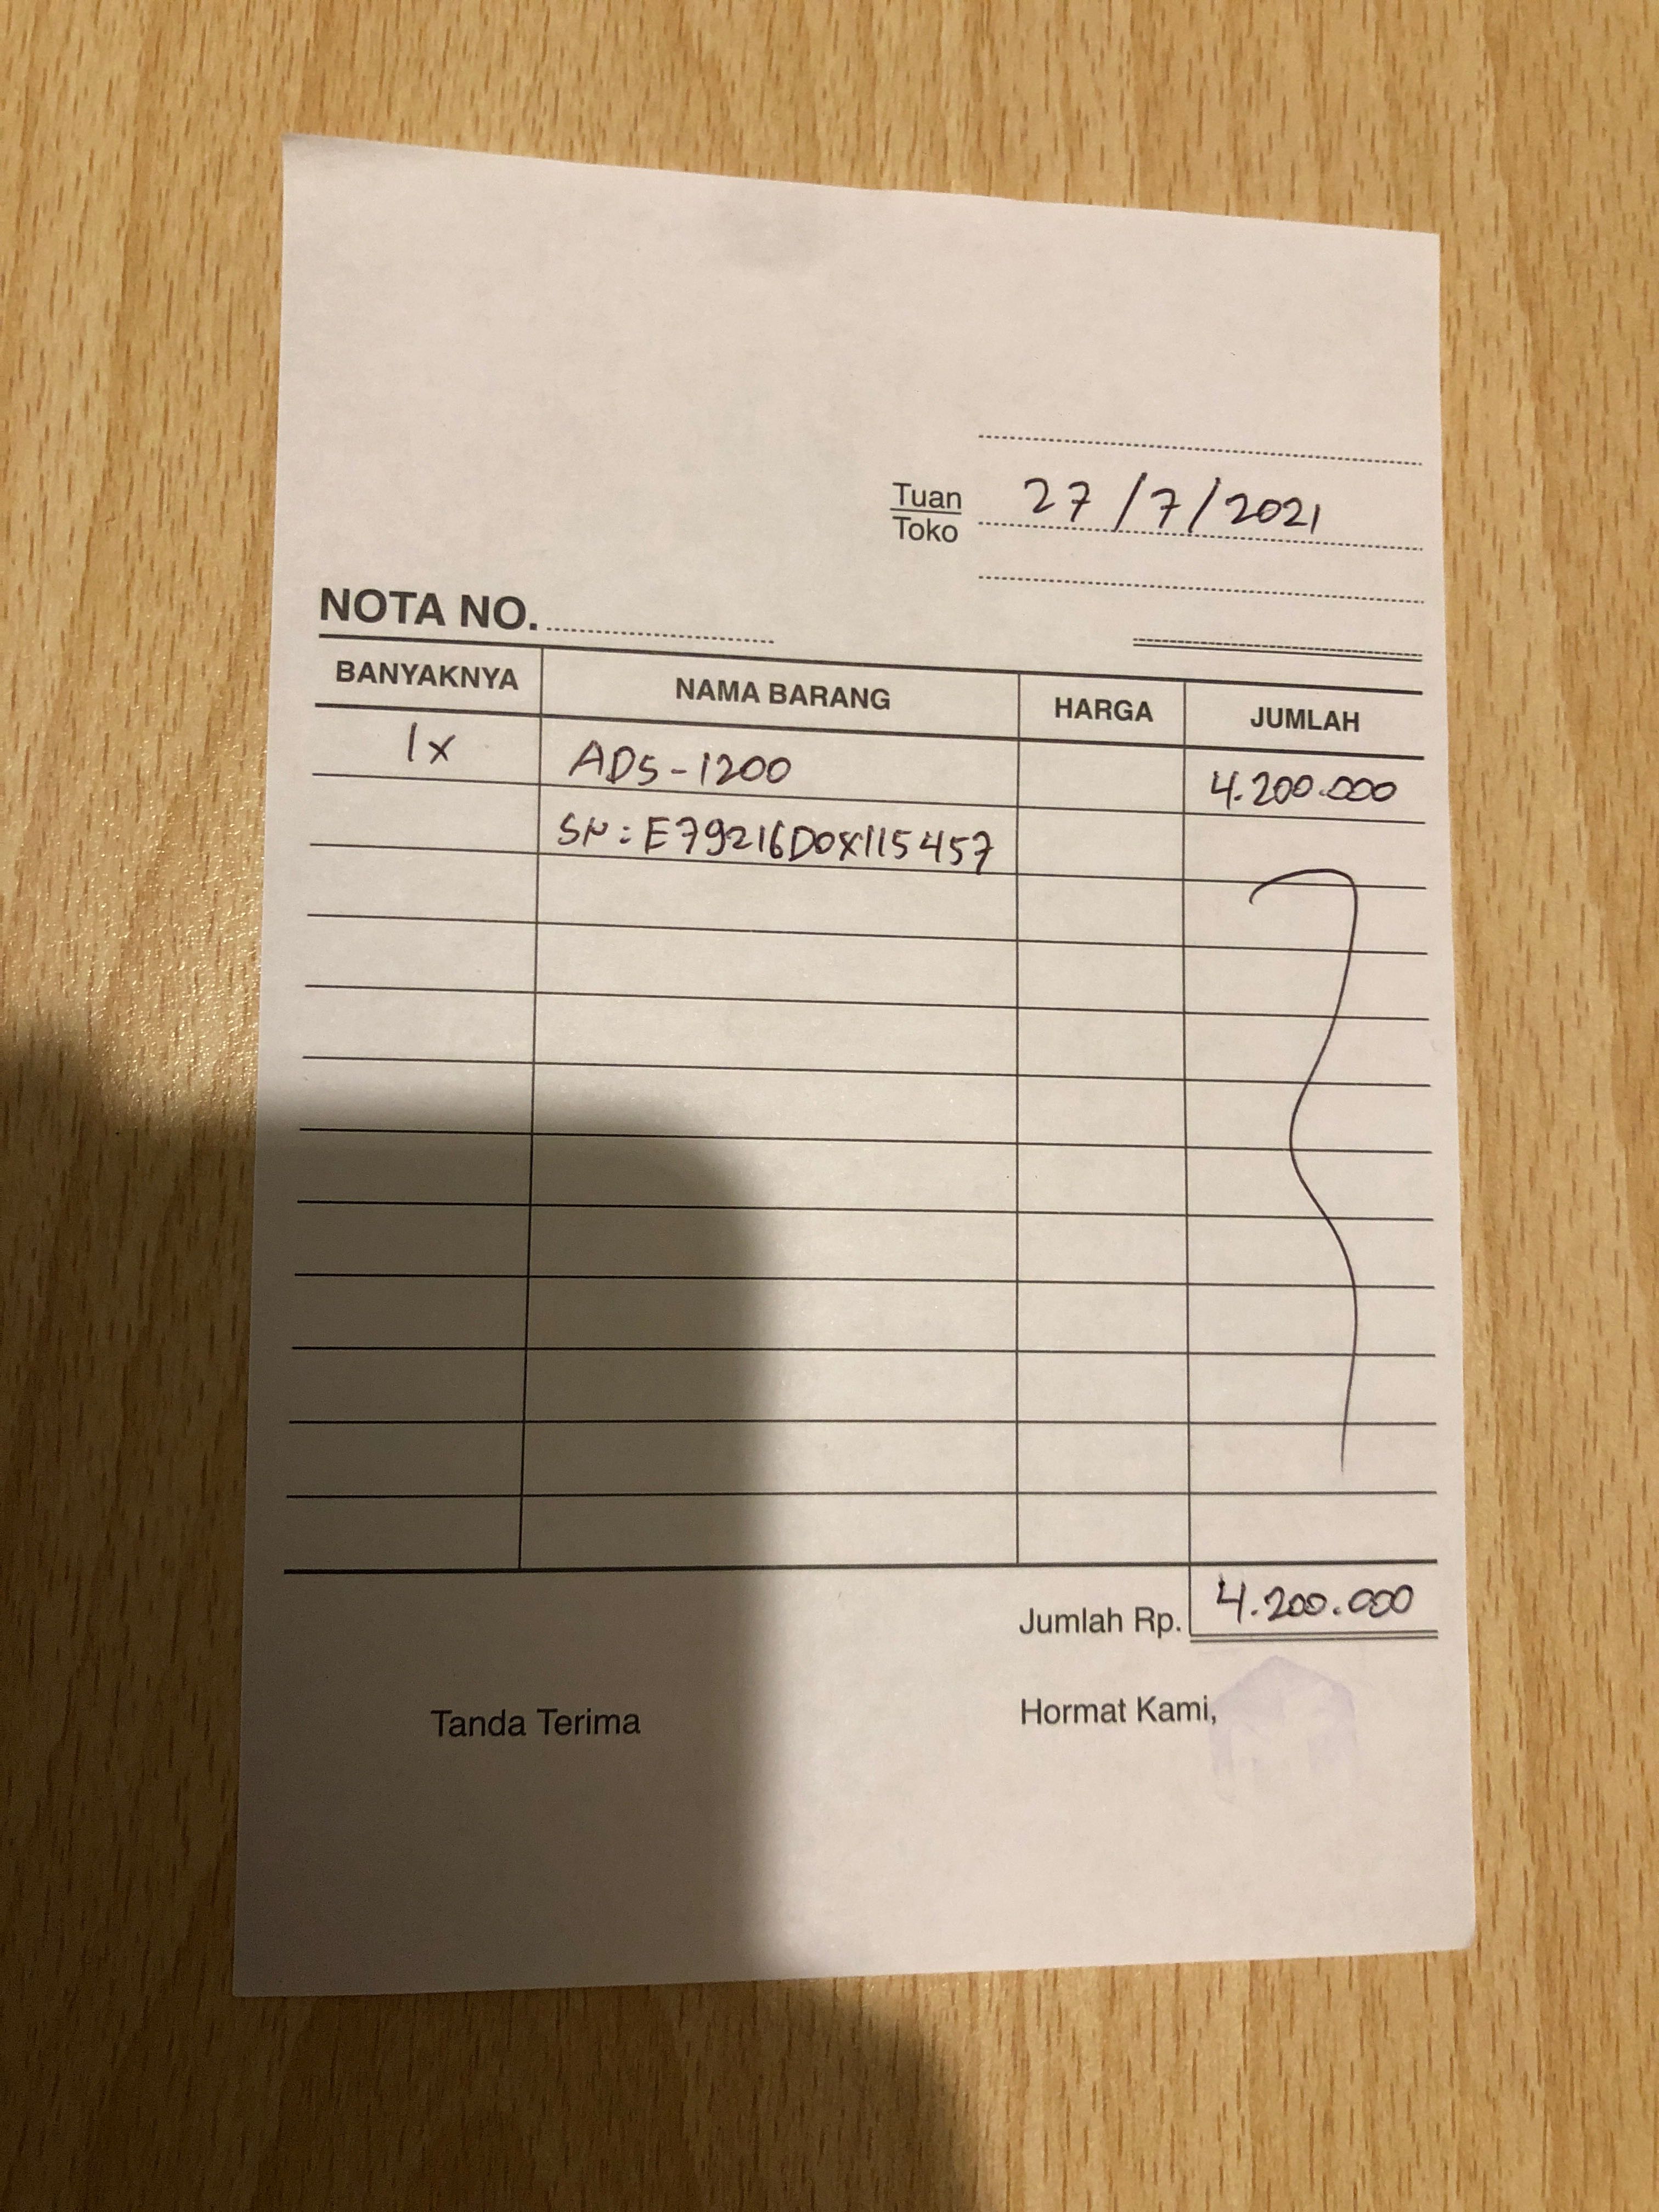 Tuan 27/7/2021
Toko
NOTA NO.
BANYAKNYA NAMA BARANG HARGA JUMLAH
1x ADS-1200 4.200.000
SN: E79216D0X115457
Jumlah Rp. 4.200.000
Tanda Terima Hormat Kami,